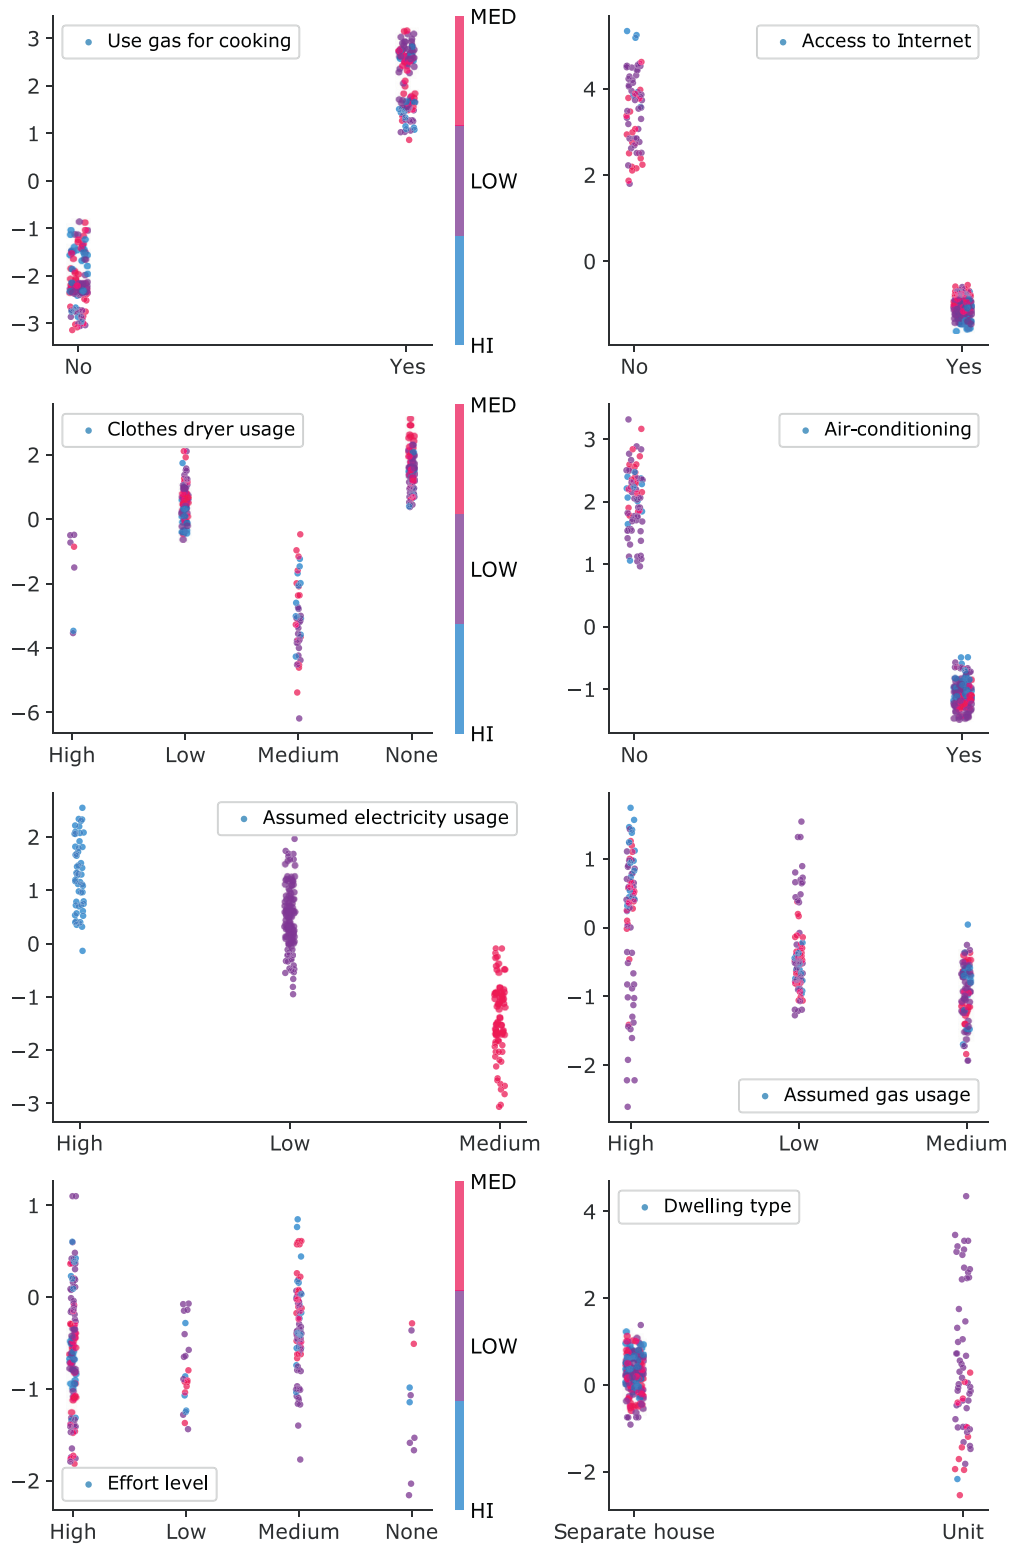 Use gas for cooking
3
2
1
0
−1
−2
−3
No
Yes
MED
LOW
HI
Access to Internet
4
2
0
No
Yes
Clothes dryer usage
2
0
−2
−4
−6
High
Low
Medium
None
MED
LOW
HI
Air-conditioning
3
2
1
0
−1
No
Yes
Assumed electricity usage
2
1
0
−1
−2
−3
High
Low
Medium
Assumed gas usage
1
0
−1
−2
High
Low
Medium
Effort level
1
0
−1
−2
High
Low
Medium
None
MED
LOW
HI
Dwelling type
4
2
0
−2
Separate house
Unit